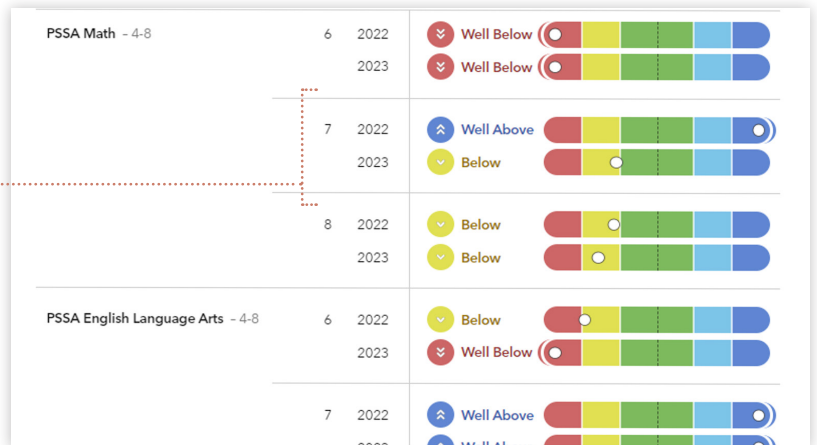 PSSA Math - 4-8 6 2022 Well Below
2023 Well Below
7 2022 Well Above
2023 Below
8 2022 Below
2023 Below
PSSA English Language Arts - 4-8 6 2022 Below
2023 Well Below
7 2022 Well Above